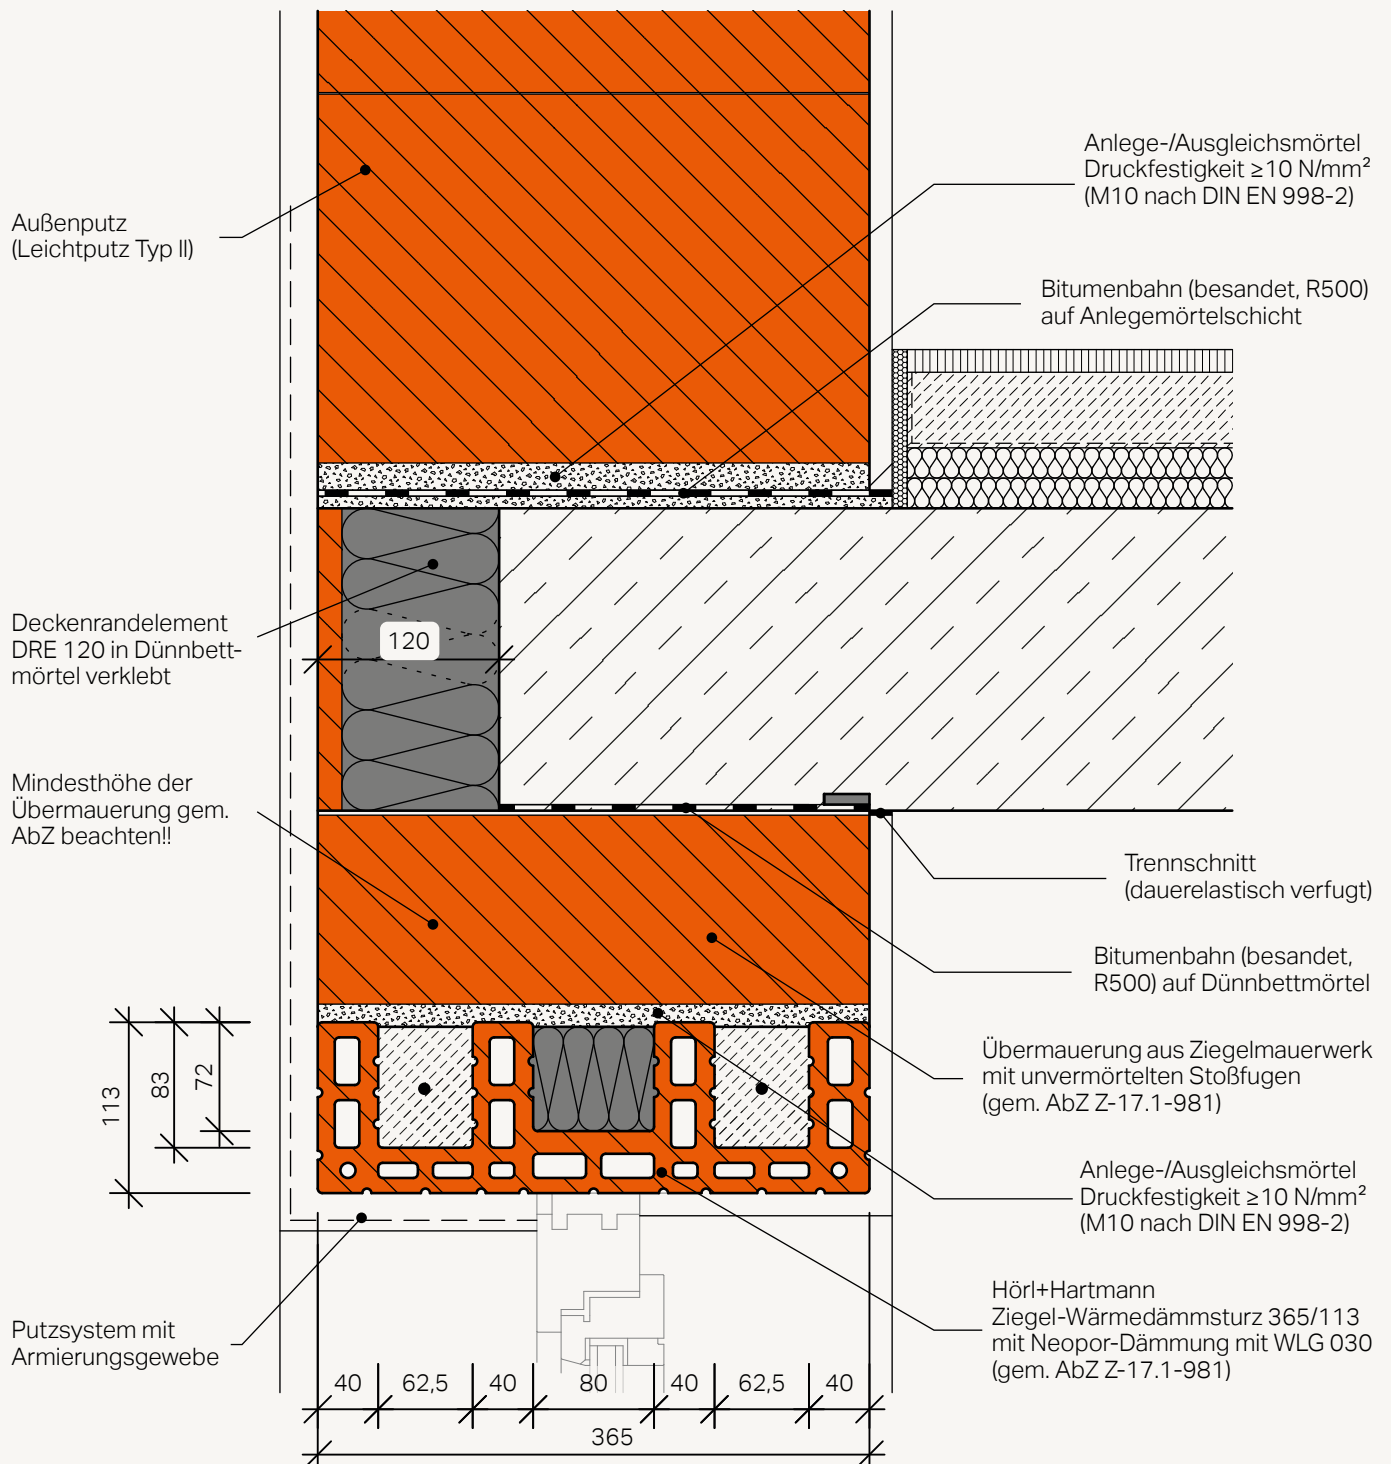 Anlege-/Ausgleichsmörtel
Druckfestigkeit ≥10 N/mm²
(M10 nach DIN EN 998-2)
Außenputz
(Leichtputz Typ II)
Bitumenbahn (besandet, R500)
auf Anlegemörtelschicht
Deckenrandelement
DRE 120 in Dünnbett-
mörtel verklebt
120
Mindesthöhe der
Übermauerung gem.
AbZ beachten!!
Trennschnitt
(dauerelastisch verfugt)
Bitumenbahn (besandet,
R500) auf Dünnbettmörtel
Übermauerung aus Ziegelmauerwerk
mit unvermörtelten Stoßfugen
(gem. AbZ Z-17.1-981)
113
83
72
Anlege-/Ausgleichsmörtel
Druckfestigkeit ≥10 N/mm²
(M10 nach DIN EN 998-2)
Hörl+Hartmann
Ziegel-Wärmedämmsturz 365/113
mit Neopor-Dämmung mit WLG 030
(gem. AbZ Z-17.1-981)
Putzsystem mit
Armierungsgewebe
40 62,5 40 80 40 62,5 40
365